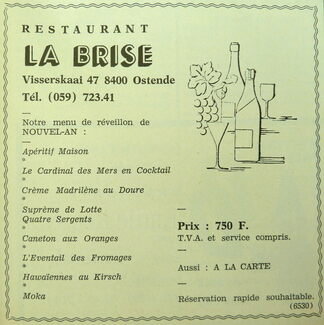 RESTAURANT
LA BRISE
Visserskaai 47 8400 Ostende
Tél. (059) 723.41
—
Notre menu de réveillon de
NOUVEL-AN :
—
Apéritif Maison
*
Le Cardinal des Mers en Cocktail
*
Crème Madrilène au Doure
*
Suprème de Lotte
Quatre Sergents
*
Caneton aux Oranges
*
L'Eventail des Fromages
*
Hawaïennes au Kirsch
*
Moka
Prix : 750 F.
T.V.A. et service compris.
—
Aussi : A LA CARTE
—
Réservation rapide souhaitable.
(6530)